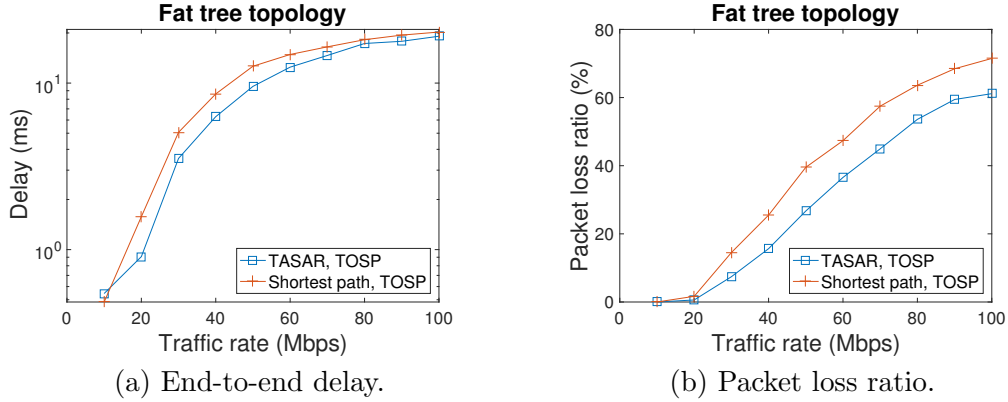 Fat tree topology
Delay (ms)
10^1
10^0
0 20 40 60 80 100
Traffic rate (Mbps)
TASAR, TOSP
Shortest path, TOSP
(a) End-to-end delay.
Fat tree topology
Packet loss ratio (%)
80
60
40
20
0
0 20 40 60 80 100
Traffic rate (Mbps)
TASAR, TOSP
Shortest path, TOSP
(b) Packet loss ratio.